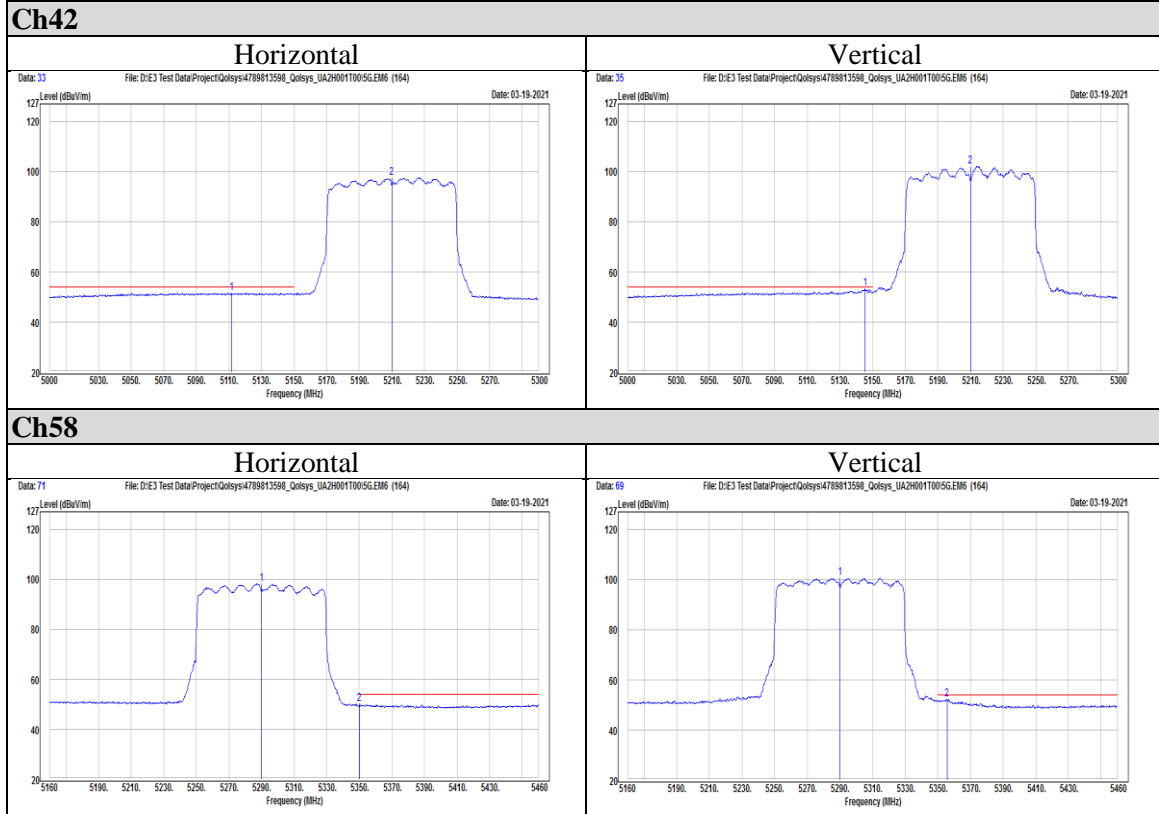 Ch42
Horizontal
Vertical
Data: 33 File: D:\E3 Test Data\Project\Qolsys\4789813598_Qolsys_UA2H001T00\5G.EM6 (164)
127 Level (dBuV/m) Date: 03-19-2021
120
100
80
60
40
20
2
1
5000 5030. 5050. 5070. 5090. 5110. 5130. 5150. 5170. 5190. 5210. 5230. 5250. 5270. 5300
Frequency (MHz)
Data: 35 File: D:\E3 Test Data\Project\Qolsys\4789813598_Qolsys_UA2H001T00\5G.EM6 (164)
127 Level (dBuV/m) Date: 03-19-2021
120
100
80
60
40
20
2
1
5000 5030. 5050. 5070. 5090. 5110. 5130. 5150. 5170. 5190. 5210. 5230. 5250. 5270. 5300
Frequency (MHz)
Ch58
Horizontal
Vertical
Data: 71 File: D:\E3 Test Data\Project\Qolsys\4789813598_Qolsys_UA2H001T00\5G.EM6 (164)
127 Level (dBuV/m) Date: 03-19-2021
120
100
80
60
40
20
1
2
5160 5190. 5210. 5230. 5250. 5270. 5290. 5310. 5330. 5350. 5370. 5390. 5410. 5430. 5460
Frequency (MHz)
Data: 69 File: D:\E3 Test Data\Project\Qolsys\4789813598_Qolsys_UA2H001T00\5G.EM6 (164)
127 Level (dBuV/m) Date: 03-19-2021
120
100
80
60
40
20
1
2
5160 5190. 5210. 5230. 5250. 5270. 5290. 5310. 5330. 5350. 5370. 5390. 5410. 5430. 5460
Frequency (MHz)